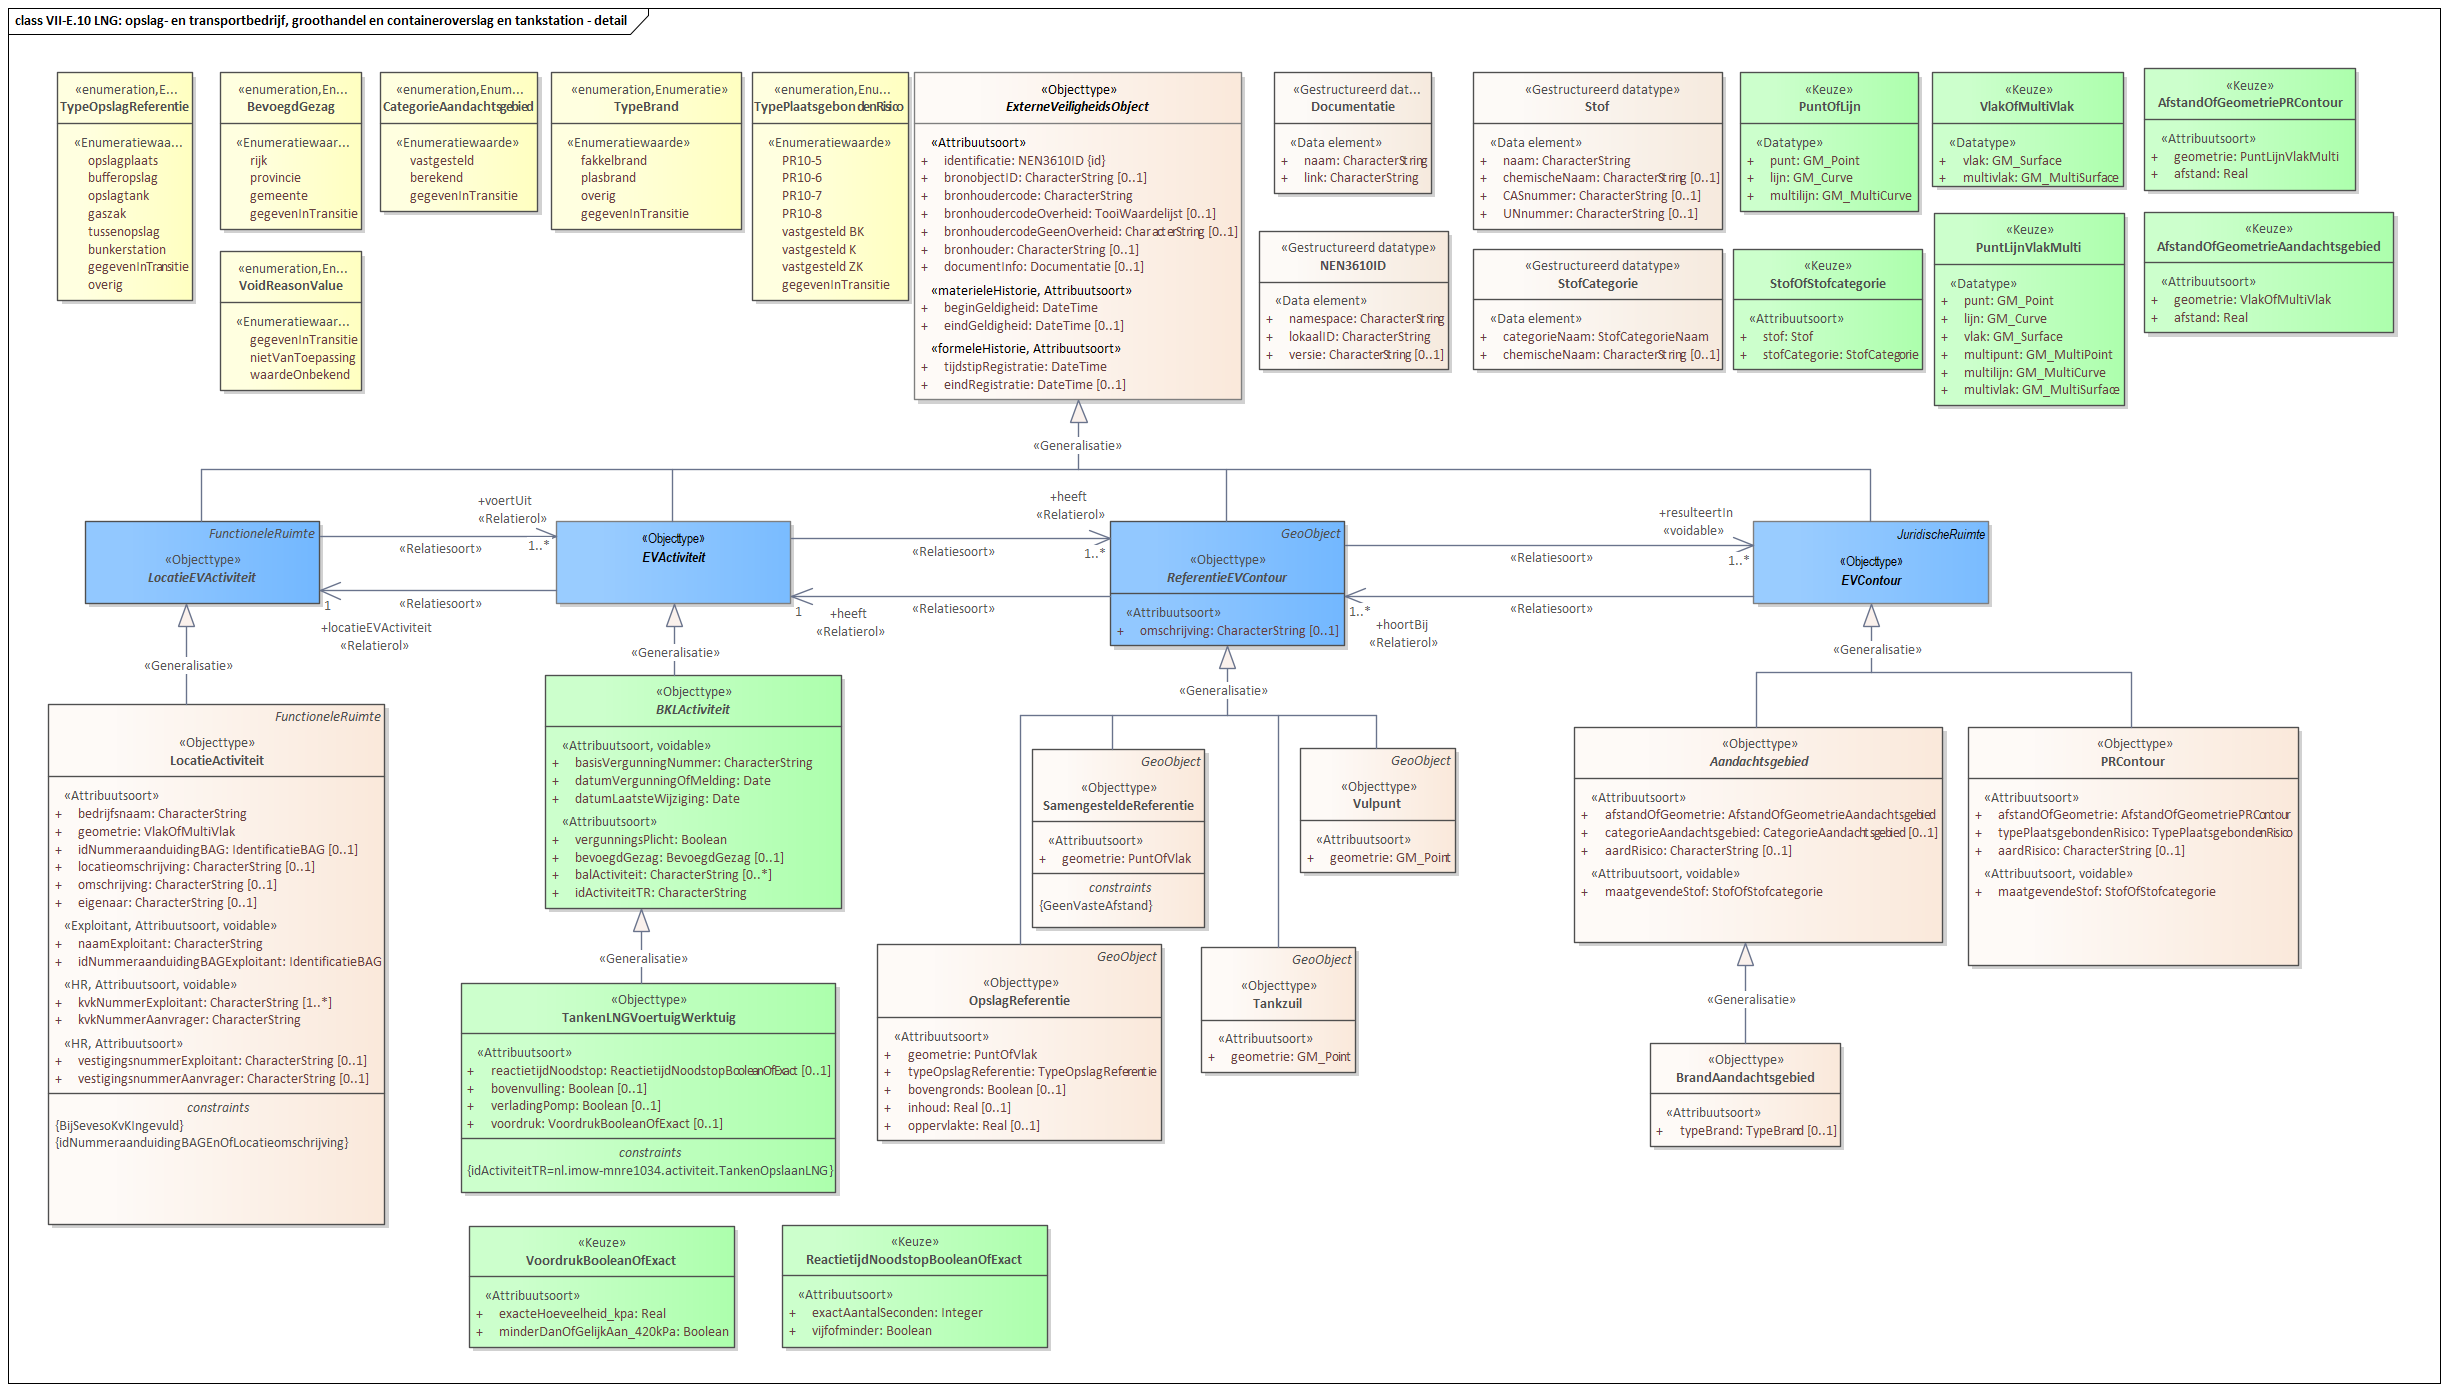 class VII-E.10 LNG: opslag- en transportbedrijf, groothandel en containeroverslag en tankstation - detail
«enumeration,E...
TypeOpslagReferentie
«Enumeratiewaa...
opslagplaats
bufferopslag
opslagtank
gaszak
tussenopslag
bunkerstation
gegevenInTransitie
overig
«enumeration,En...
BevoegdGezag
«Enumeratiewaar...
rijk
provincie
gemeente
gegevenInTransitie
«enumeration,En...
VoidReasonValue
«Enumeratiewaar...
gegevenInTransitie
nietVanToepassing
waardeOnbekend
«enumeration,Enum...
CategorieAandachtsgebied
«Enumeratiewaarde»
vastgesteld
berekend
gegevenInTransitie
«enumeration,Enumeratie»
TypeBrand
«Enumeratiewaarde»
fakkelbrand
plasbrand
overig
gegevenInTransitie
«enumeration,Enu...
TypePlaatsgebondenRisico
«Enumeratiewaarde»
PR10-5
PR10-6
PR10-7
PR10-8
vastgesteld BK
vastgesteld K
vastgesteld ZK
gegevenInTransitie
«Objecttype»
ExterneVeiligheidsObject
«Attribuutsoort»
+ identificatie: NEN3610ID {id}
+ bronobjectID: CharacterString [0..1]
+ bronhoudercode: CharacterString
+ bronhoudercodeOverheid: TooiWaardelijst [0..1]
+ bronhoudercodeGeenOverheid: CharacterString [0..1]
+ bronhouder: CharacterString [0..1]
+ documentInfo: Documentatie [0..1]
«materieleHistorie, Attribuutsoort»
+ beginGeldigheid: DateTime
+ eindGeldigheid: DateTime [0..1]
«formeleHistorie, Attribuutsoort»
+ tijdstipRegistratie: DateTime
+ eindRegistratie: DateTime [0..1]
«Gestructureerd dat...
Documentatie
«Data element»
+ naam: CharacterString
+ link: CharacterString
«Gestructureerd datatype»
NEN3610ID
«Data element»
+ namespace: CharacterString
+ lokaalID: CharacterString
+ versie: CharacterString [0..1]
«Gestructureerd datatype»
Stof
«Data element»
+ naam: CharacterString
+ chemischeNaam: CharacterString [0..1]
+ CASnummer: CharacterString [0..1]
+ UNnummer: CharacterString [0..1]
«Gestructureerd datatype»
StofCategorie
«Data element»
+ categorieNaam: StofCategorieNaam
+ chemischeNaam: CharacterString [0..1]
«Keuze»
PuntOfLijn
«Datatype»
+ punt: GM_Point
+ lijn: GM_Curve
+ multilijn: GM_MultiCurve
«Keuze»
StofOfStofcategorie
«Attribuutsoort»
+ stof: Stof
+ stofCategorie: StofCategorie
«Keuze»
VlakOfMultiVlak
«Datatype»
+ vlak: GM_Surface
+ multivlak: GM_MultiSurface
«Keuze»
PuntLijnVlakMulti
«Datatype»
+ punt: GM_Point
+ lijn: GM_Curve
+ vlak: GM_Surface
+ multipunt: GM_MultiPoint
+ multilijn: GM_MultiCurve
+ multivlak: GM_MultiSurface
«Keuze»
AfstandOfGeometriePRContour
«Attribuutsoort»
+ geometrie: PuntLijnVlakMulti
+ afstand: Real
«Keuze»
AfstandOfGeometrieAandachtsgebied
«Attribuutsoort»
+ geometrie: VlakOfMultiVlak
+ afstand: Real
«Generalisatie»
FunctioneleRuimte
«Objecttype»
LocatieEVActiviteit
+voertUit
«Relatierol»
1..*
«Relatiesoort»
«Relatiesoort»
1
+locatieEVActiviteit
«Relatierol»
«Objecttype»
EVActiviteit
+heeft
«Relatierol»
1..*
«Relatiesoort»
«Relatiesoort»
1
+heeft
«Relatierol»
GeoObject
«Objecttype»
ReferentieEVContour
«Attribuutsoort»
+ omschrijving: CharacterString [0..1]
+resulteertIn
«voidable»
1..*
«Relatiesoort»
«Relatiesoort»
1..*
+hoortBij
«Relatierol»
JuridischeRuimte
«Objecttype»
EVContour
«Generalisatie»
«Generalisatie»
«Generalisatie»
«Generalisatie»
FunctioneleRuimte
«Objecttype»
LocatieActiviteit
«Attribuutsoort»
+ bedrijfsnaam: CharacterString
+ geometrie: VlakOfMultiVlak
+ idNummeraanduidingBAG: IdentificatieBAG [0..1]
+ locatieomschrijving: CharacterString [0..1]
+ omschrijving: CharacterString [0..1]
+ eigenaar: CharacterString [0..1]
«Exploitant, Attribuutsoort, voidable»
+ naamExploitant: CharacterString
+ idNummeraanduidingBAGExploitant: IdentificatieBAG
«HR, Attribuutsoort, voidable»
+ kvkNummerExploitant: CharacterString [1..*]
+ kvkNummerAanvrager: CharacterString
«HR, Attribuutsoort»
+ vestigingsnummerExploitant: CharacterString [0..1]
+ vestigingsnummerAanvrager: CharacterString [0..1]
constraints
{BijSevesoKvKIngevuld}
{idNummeraanduidingBAGEnOfLocatieomschrijving}
«Objecttype»
BKLActiviteit
«Attribuutsoort, voidable»
+ basisVergunningNummer: CharacterString
+ datumVergunningOfMelding: Date
+ datumLaatsteWijziging: Date
«Attribuutsoort»
+ vergunningsPlicht: Boolean
+ bevoegdGezag: BevoegdGezag [0..1]
+ balActiviteit: CharacterString [0..*]
+ idActiviteitTR: CharacterString
«Generalisatie»
«Objecttype»
TankenLNGVoertuigWerktuig
«Attribuutsoort»
+ reactietijdNoodstop: ReactietijdNoodstopBooleanOfExact [0..1]
+ bovenvulling: Boolean [0..1]
+ verladingPomp: Boolean [0..1]
+ voordruk: VoordrukBooleanOfExact [0..1]
constraints
{idActiviteitTR=nl.imow-mnre1034.activiteit.TankenOpslaanLNG}
GeoObject
«Objecttype»
SamengesteldeReferentie
«Attribuutsoort»
+ geometrie: PuntOfVlak
constraints
{GeenVasteAfstand}
GeoObject
«Objecttype»
Vulpunt
«Attribuutsoort»
+ geometrie: GM_Point
GeoObject
«Objecttype»
OpslagReferentie
«Attribuutsoort»
+ geometrie: PuntOfVlak
+ typeOpslagReferentie: TypeOpslagReferentie
+ bovengronds: Boolean [0..1]
+ inhoud: Real [0..1]
+ oppervlakte: Real [0..1]
GeoObject
«Objecttype»
Tankzuil
«Attribuutsoort»
+ geometrie: GM_Point
«Objecttype»
Aandachtsgebied
«Attribuutsoort»
+ afstandOfGeometrie: AfstandOfGeometrieAandachtsgebied
+ categorieAandachtsgebied: CategorieAandachtsgebied [0..1]
+ aardRisico: CharacterString [0..1]
«Attribuutsoort, voidable»
+ maatgevendeStof: StofOfStofcategorie
«Objecttype»
PRContour
«Attribuutsoort»
+ afstandOfGeometrie: AfstandOfGeometriePRContour
+ typePlaatsgebondenRisico: TypePlaatsgebondenRisico
+ aardRisico: CharacterString [0..1]
«Attribuutsoort, voidable»
+ maatgevendeStof: StofOfStofcategorie
«Generalisatie»
«Objecttype»
BrandAandachtsgebied
«Attribuutsoort»
+ typeBrand: TypeBrand [0..1]
«Keuze»
VoordrukBooleanOfExact
«Attribuutsoort»
+ exacteHoeveelheid_kpa: Real
+ minderDanOfGelijkAan_420kPa: Boolean
«Keuze»
ReactietijdNoodstopBooleanOfExact
«Attribuutsoort»
+ exactAantalSeconden: Integer
+ vijfofminder: Boolean